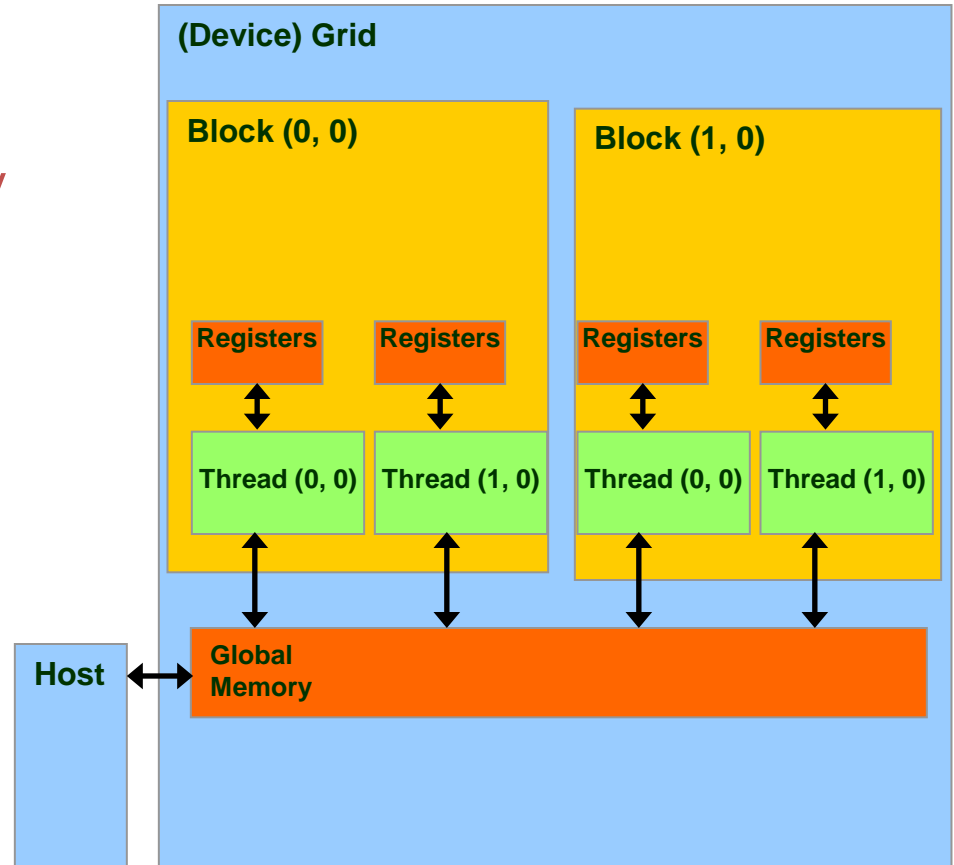 (Device) Grid
Block (0, 0)
Block (1, 0)
Registers
Registers
Registers
Registers
Thread (0, 0)
Thread (1, 0)
Thread (0, 0)
Thread (1, 0)
Global
Memory
Host